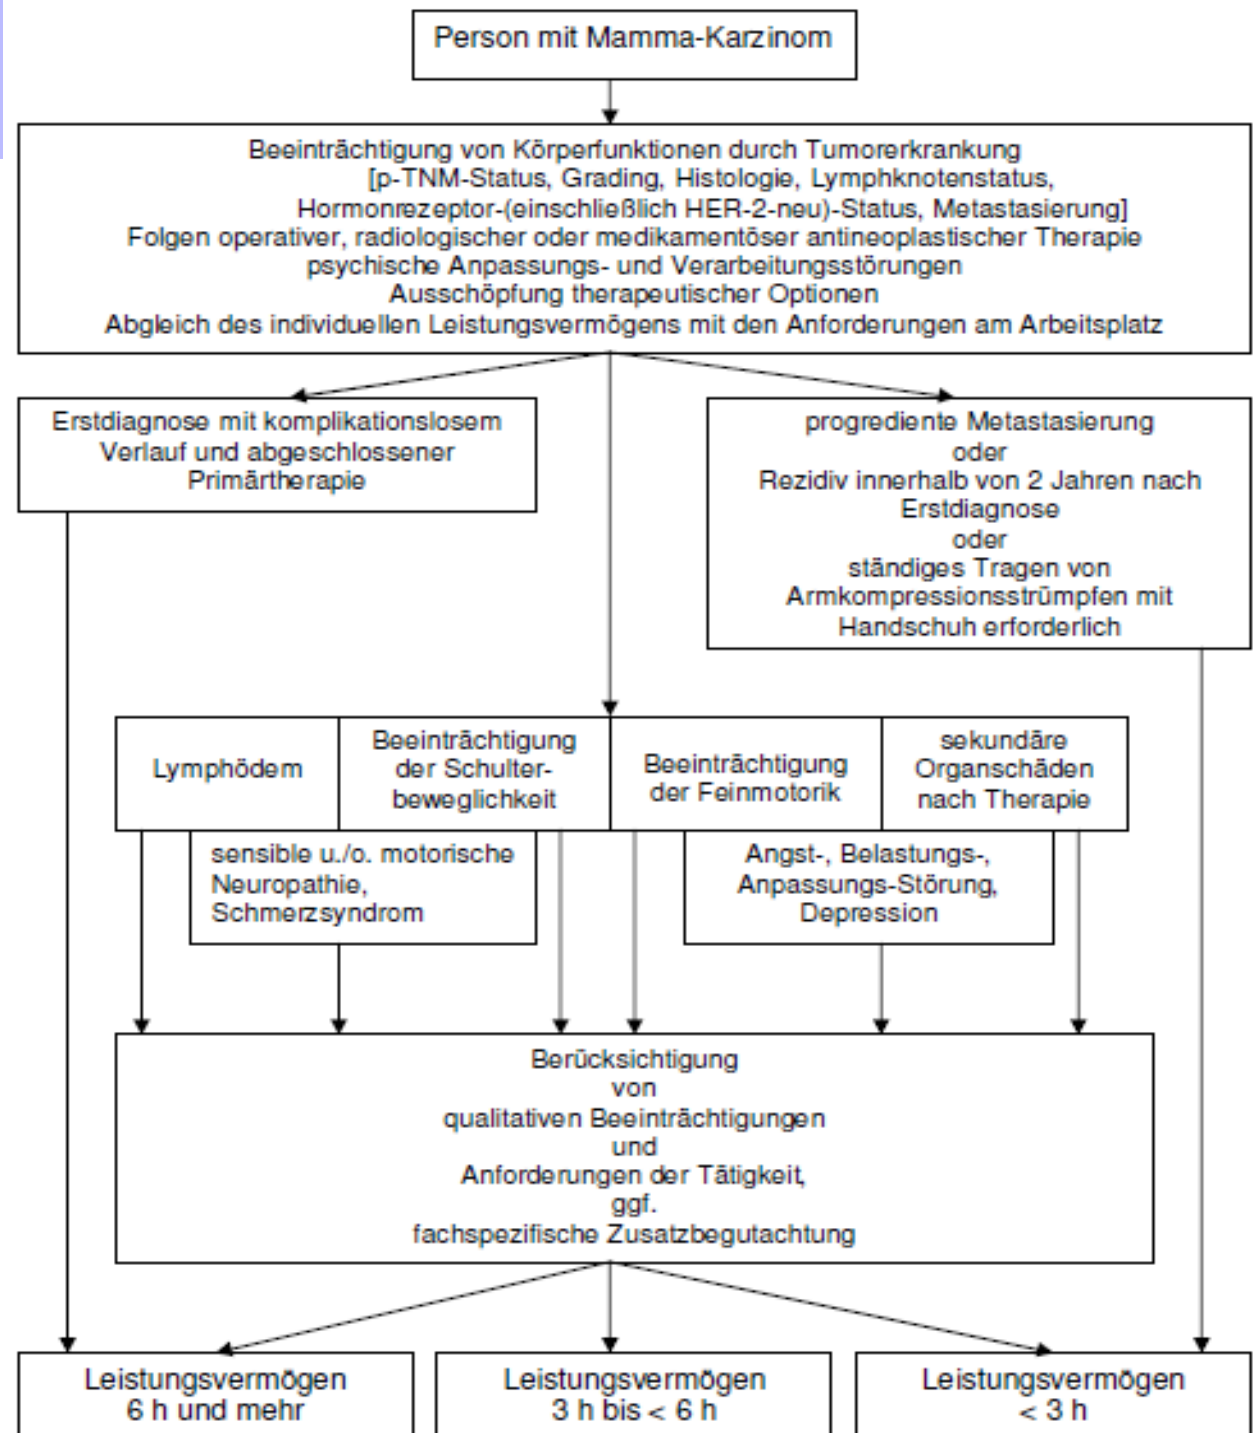 Person mit Mamma-Karzinom
Beeinträchtigung von Körperfunktionen durch Tumorerkrankung
[p-TNM-Status, Grading, Histologie, Lymphknotenstatus,
Hormonrezeptor-(einschließlich HER-2-neu)-Status, Metastasierung]
Folgen operativer, radiologischer oder medikamentöser antineoplastischer Therapie
psychische Anpassungs- und Verarbeitungsstörungen
Ausschöpfung therapeutischer Optionen
Abgleich des individuellen Leistungsvermögens mit den Anforderungen am Arbeitsplatz
Erstdiagnose mit komplikationslosem
Verlauf und abgeschlossener
Primärtherapie
progrediente Metastasierung
oder
Rezidiv innerhalb von 2 Jahren nach
Erstdiagnose
oder
ständiges Tragen von
Armkompressionsstrümpfen mit
Handschuh erforderlich
Lymphödem
Beeinträchtigung
der Schulter-
beweglichkeit
Beeinträchtigung
der Feinmotorik
sekundäre
Organschäden
nach Therapie
sensible u./o. motorische
Neuropathie,
Schmerzsyndrom
Angst-, Belastungs-,
Anpassungs-Störung,
Depression
Berücksichtigung
von
qualitativen Beeinträchtigungen
und
Anforderungen der Tätigkeit,
ggf.
fachspezifische Zusatzbegutachtung
Leistungsvermögen
6 h und mehr
Leistungsvermögen
3 h bis < 6 h
Leistungsvermögen
< 3 h